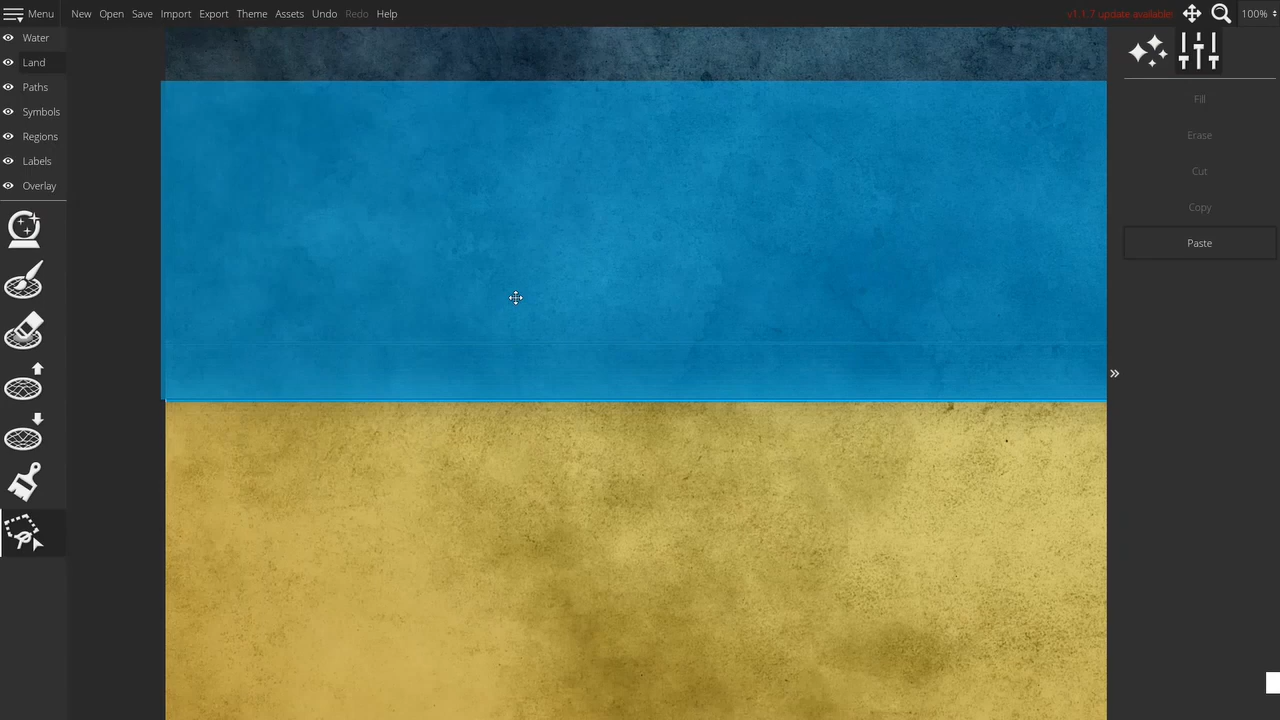 Menu New Open Save Import Export Theme Assets Undo Redo Help v1.1.7 update available 100%
Water
Land
Paths
Symbols
Regions
Labels
Overlay
Fill
Erase
Cut
Copy
Paste